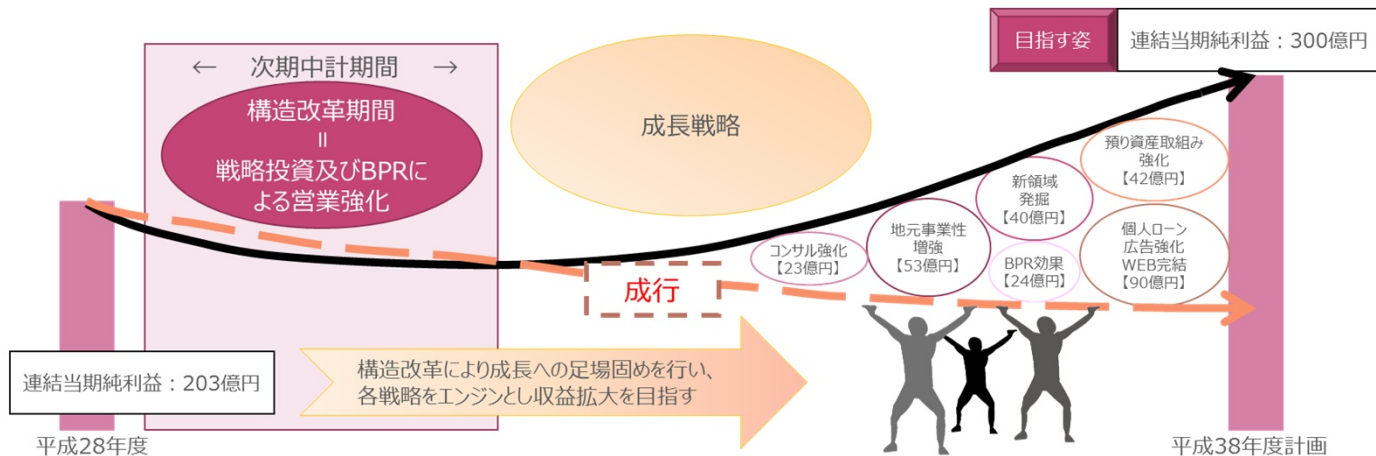 目指す姿
連結当期純利益：300億円
← 次期中計期間 →
構造改革期間
＝
戦略投資及びBPRに
よる営業強化
成長戦略
預り資産取組み
強化
【42億円】
新領域
発掘
【40億円】
地元事業性
増強
【53億円】
コンサル強化
【23億円】
BPR効果
【24億円】
個人ローン
広告強化
WEB完結
【90億円】
成行
連結当期純利益：203億円
構造改革により成長への足場固めを行い、
各戦略をエンジンとし収益拡大を目指す
平成28年度
平成38年度計画